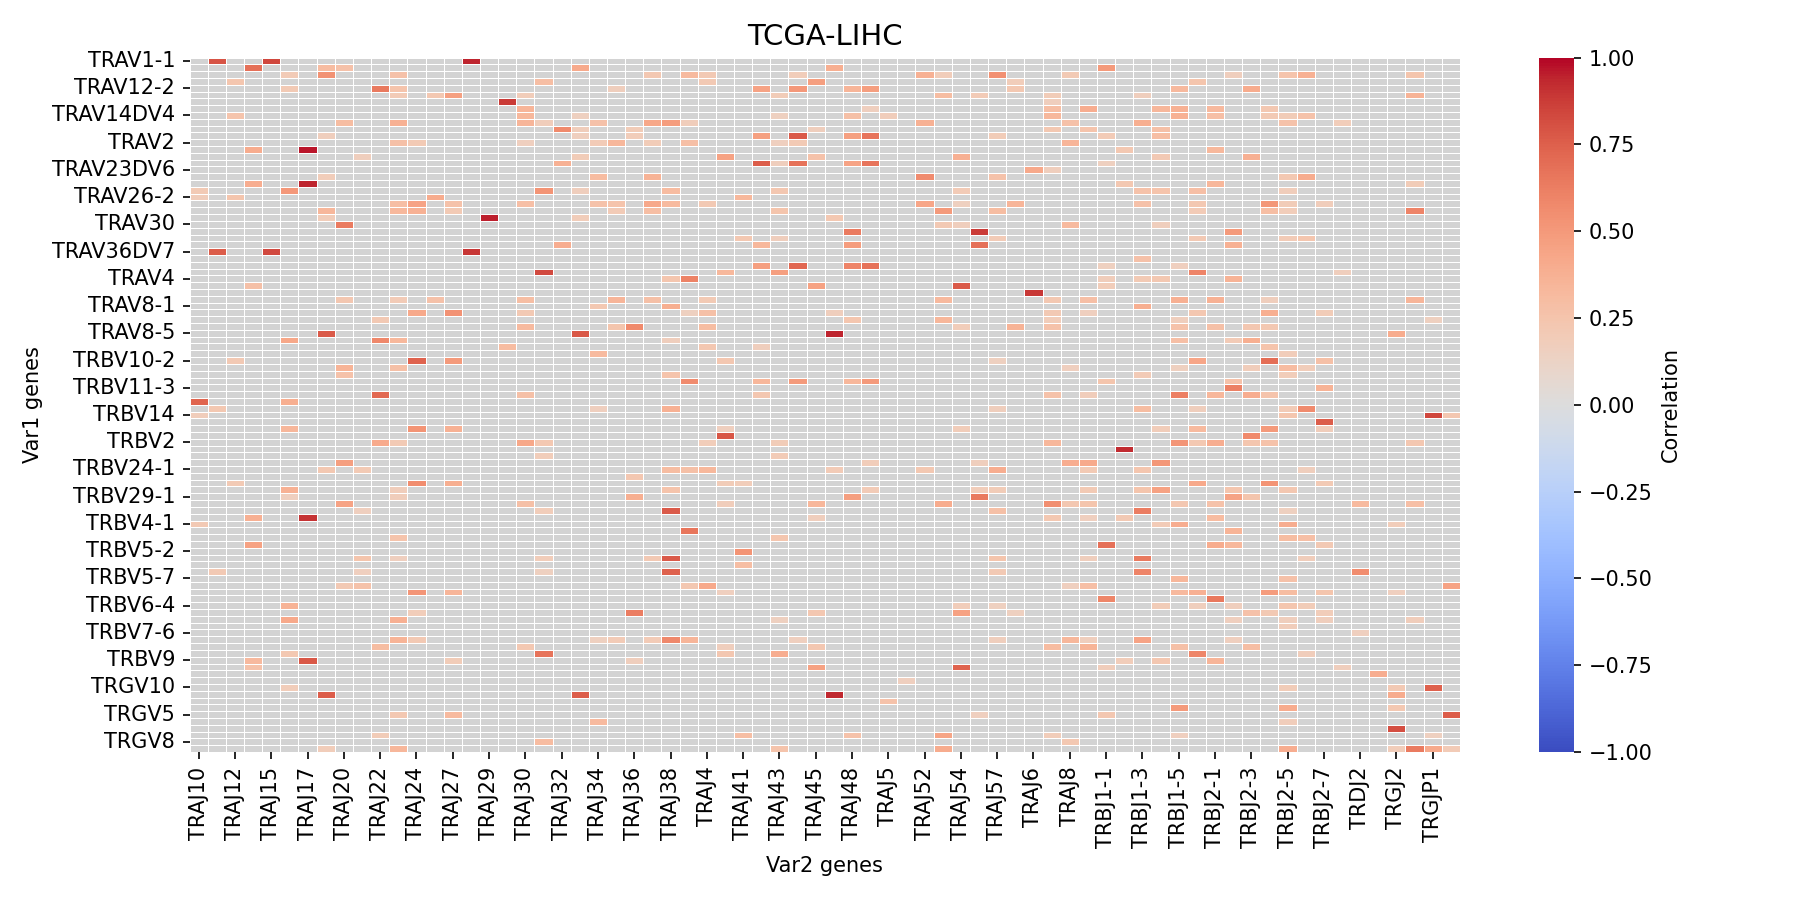 TCGA-LIHC
TRAV1-1
TRAV12-2
TRAV14DV4
TRAV2
TRAV23DV6
TRAV26-2
TRAV30
TRAV36DV7
TRAV4
TRAV8-1
TRAV8-5
TRBV10-2
TRBV11-3
TRBV14
TRBV2
TRBV24-1
TRBV29-1
TRBV4-1
TRBV5-2
TRBV5-7
TRBV6-4
TRBV7-6
TRBV9
TRGV10
TRGV5
TRGV8
Var1 genes
TRAJ10
TRAJ12
TRAJ15
TRAJ17
TRAJ20
TRAJ22
TRAJ24
TRAJ27
TRAJ29
TRAJ30
TRAJ32
TRAJ34
TRAJ36
TRAJ38
TRAJ4
TRAJ41
TRAJ43
TRAJ45
TRAJ48
TRAJ5
TRAJ52
TRAJ54
TRAJ57
TRAJ6
TRAJ8
TRBJ1-1
TRBJ1-3
TRBJ1-5
TRBJ2-1
TRBJ2-3
TRBJ2-5
TRBJ2-7
TRDJ2
TRGJ2
TRGJP1
Var2 genes
1.00
0.75
0.50
0.25
0.00
−0.25
−0.50
−0.75
−1.00
Correlation